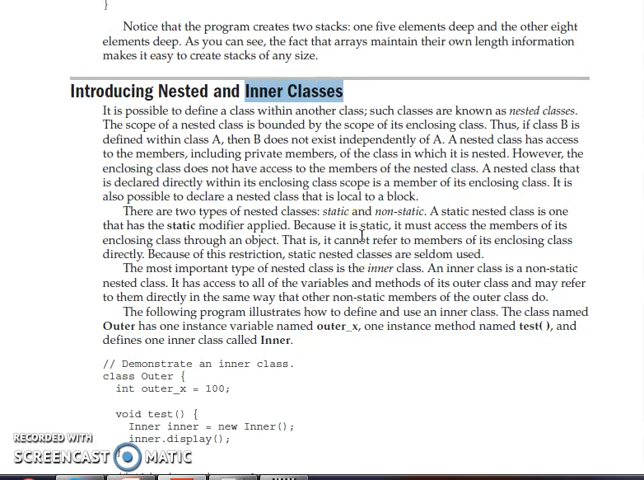 }
Notice that the program creates two stacks: one five elements deep and the other eight
elements deep. As you can see, the fact that arrays maintain their own length information
makes it easy to create stacks of any size.
Introducing Nested and Inner Classes
It is possible to define a class within another class; such classes are known as nested classes.
The scope of a nested class is bounded by the scope of its enclosing class. Thus, if class B is
defined within class A, then B does not exist independently of A. A nested class has access
to the members, including private members, of the class in which it is nested. However, the
enclosing class does not have access to the members of the nested class. A nested class that
is declared directly within its enclosing class scope is a member of its enclosing class. It is
also possible to declare a nested class that is local to a block.
There are two types of nested classes: static and non-static. A static nested class is one
that has the static modifier applied. Because it is static, it must access the members of its
enclosing class through an object. That is, it cannot refer to members of its enclosing class
directly. Because of this restriction, static nested classes are seldom used.
The most important type of nested class is the inner class. An inner class is a non-static
nested class. It has access to all of the variables and methods of its outer class and may refer
to them directly in the same way that other non-static members of the outer class do.
The following program illustrates how to define and use an inner class. The class named
Outer has one instance variable named outer_x, one instance method named test( ), and
defines one inner class called Inner.
// Demonstrate an inner class.
class Outer {
int outer_x = 100;
void test() {
Inner inner = new Inner();
inner.display();
RECORDED WITH
SCREENCAST MATIC